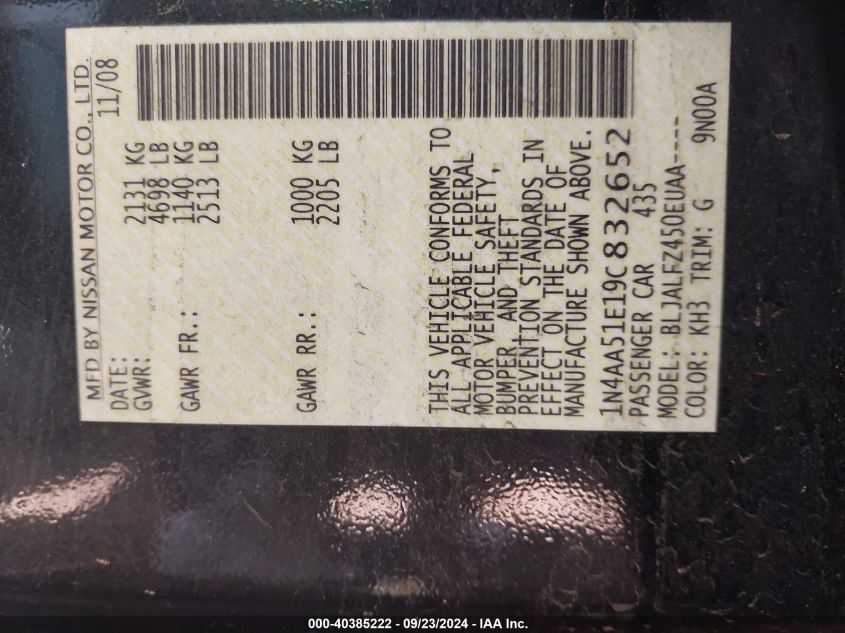 MFD BY NISSAN MOTOR CO., LTD.
DATE: 11/08
GVWR: 2131 KG
4698 LB
GAWR FR.: 1140 KG
2513 LB
GAWR RR.: 1000 KG
2205 LB
THIS VEHICLE CONFORMS TO
ALL APPLICABLE FEDERAL
MOTOR VEHICLE SAFETY,
BUMPER, AND THEFT
PREVENTION STANDARDS IN
EFFECT ON THE DATE OF
MANUFACTURE SHOWN ABOVE.
1N4AA51E19C832652
PASSENGER CAR 435
MODEL: BLJALFZ450EUAA----
COLOR: KH3 TRIM: G 9N00A
000-40385222 - 09/23/2024 - IAA Inc.